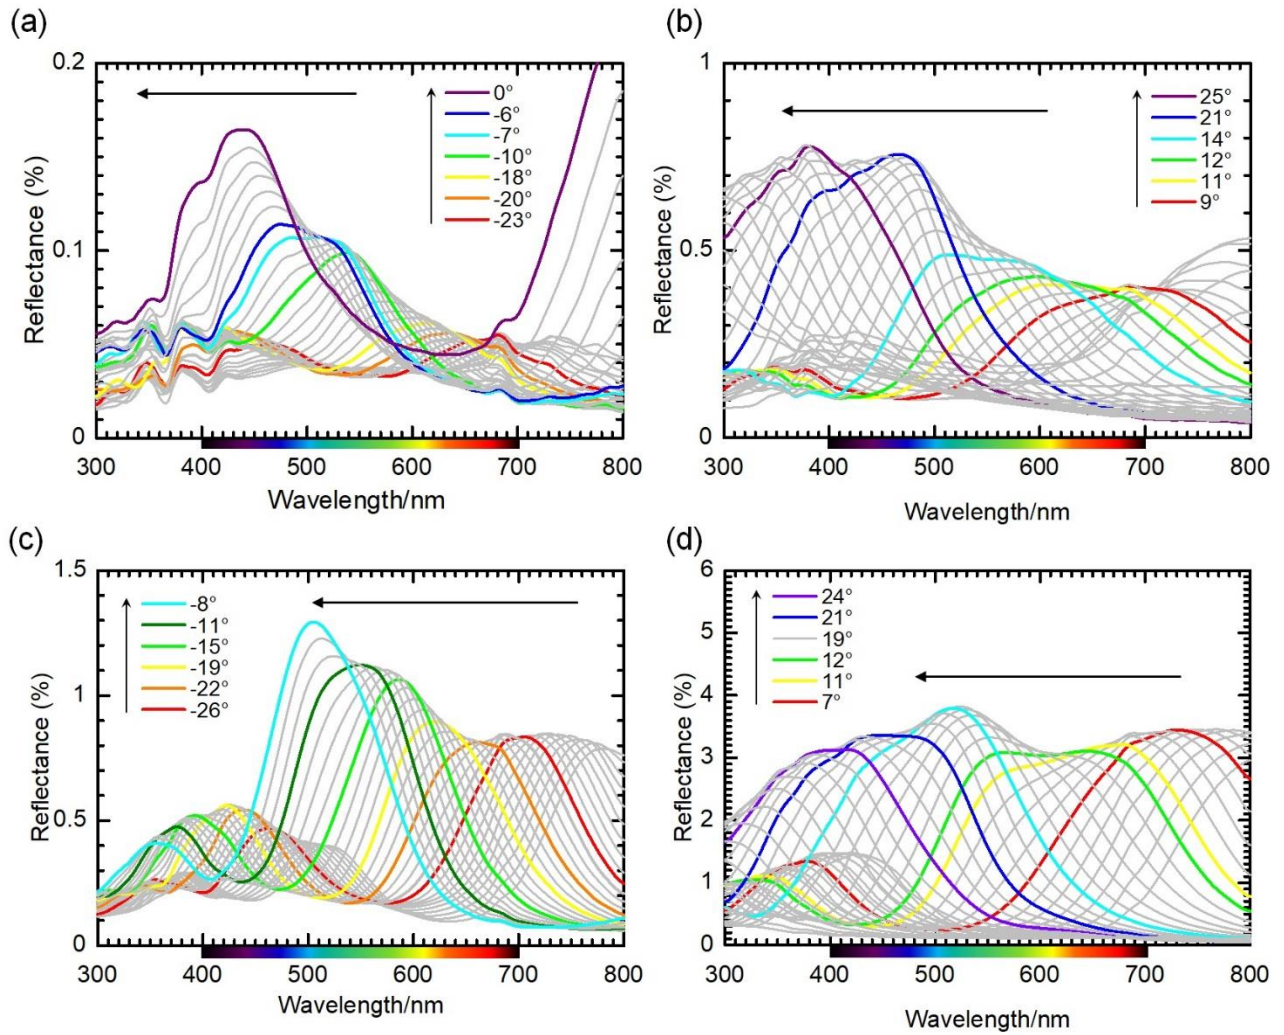 (a)
Reflectance (%)
0.2
0.1
0
0°
-6°
-7°
-10°
-18°
-20°
-23°
300 400 500 600 700 800
Wavelength/nm
(b)
Reflectance (%)
1
0.5
0
25°
21°
14°
12°
11°
9°
300 400 500 600 700 800
Wavelength/nm
(c)
Reflectance (%)
1.5
1
0.5
0
-8°
-11°
-15°
-19°
-22°
-26°
300 400 500 600 700 800
Wavelength/nm
(d)
Reflectance (%)
6
5
4
3
2
1
0
24°
21°
19°
12°
11°
7°
300 400 500 600 700 800
Wavelength/nm